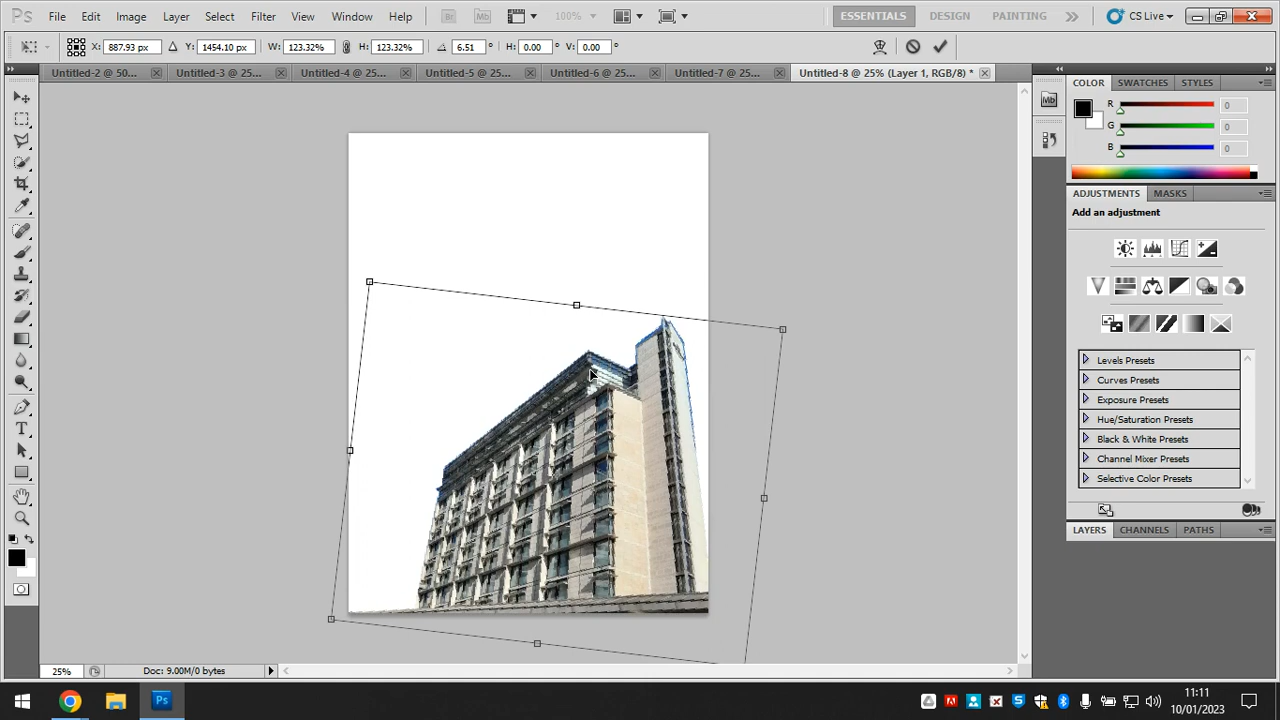 Ps File Edit Image Layer Select Filter View Window Help Br Mb 100% ESSENTIALS DESIGN PAINTING CS Live
X: 887.93 px Y: 1454.10 px W: 123.32% H: 123.32% 6.51 ° H: 0.00 ° V: 0.00 °
Untitled-2 @ 50... Untitled-3 @ 25... Untitled-4 @ 25... Untitled-5 @ 25... Untitled-6 @ 25... Untitled-7 @ 25... Untitled-8 @ 25% (Layer 1, RGB/8) *
COLOR SWATCHES STYLES
Mb
R 0
G 0
B 0
ADJUSTMENTS MASKS
Add an adjustment
Levels Presets
Curves Presets
Exposure Presets
Hue/Saturation Presets
Black & White Presets
Channel Mixer Presets
Selective Color Presets
LAYERS CHANNELS PATHS
T
25% Doc: 9.00M/0 bytes
Ps
11:11
10/01/2023